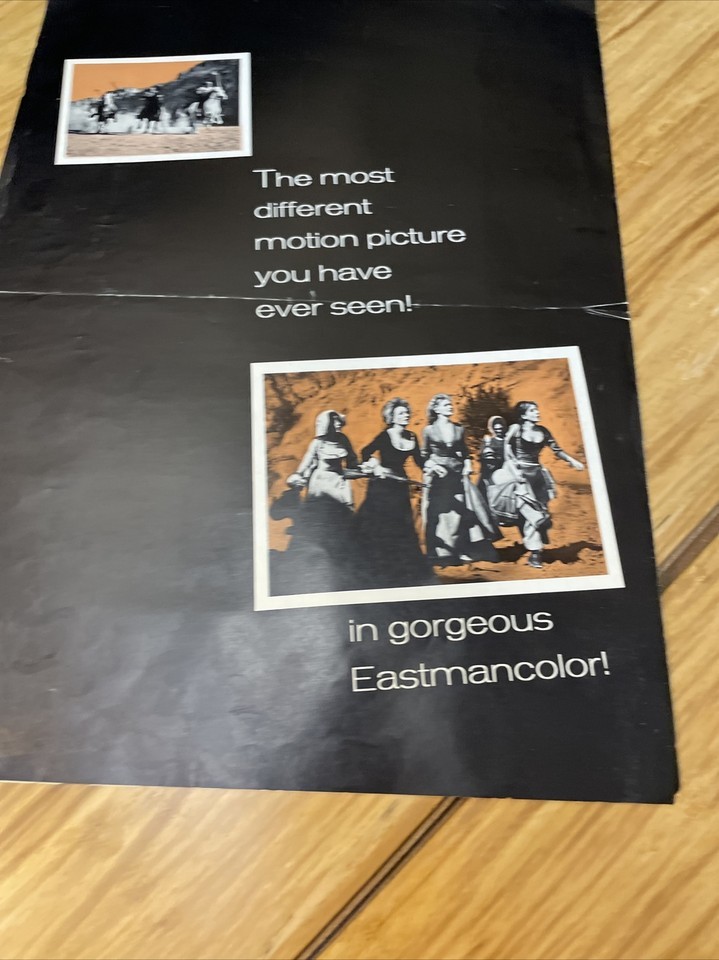 The most
different
motion picture
you have
ever seen!
in gorgeous
Eastmancolor!